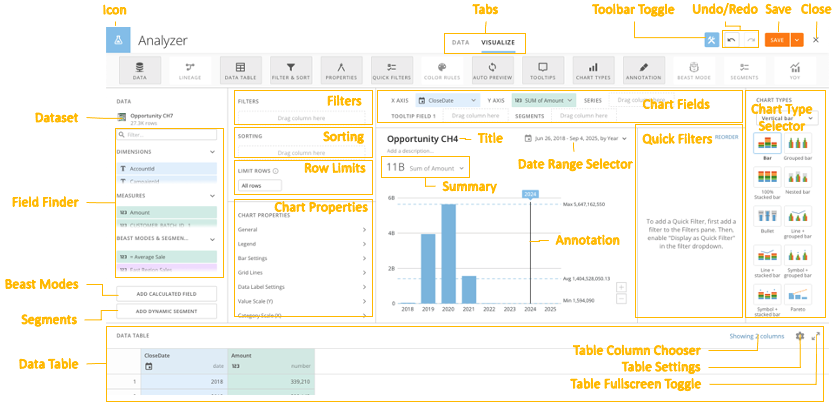 Icon
Tabs
Toolbar Toggle
Undo/Redo
Save
Close
Analyzer
DATA
VISUALIZE
SAVE
DATA
LINEAGE
DATA TABLE
FILTER & SORT
PROPERTIES
QUICK FILTERS
COLOR RULES
AUTO PREVIEW
TOOLTIPS
CHART TYPES
ANNOTATION
BEAST MODE
SEGMENTS
YOY
DATA
Opportunity CH7
27.3K rows
Dataset
Filter...
DIMENSIONS
AccountId
Field Finder
MEASURES
Amount
BEAST MODES & SEGMEN...
+ Average Sale
Beast Modes
ADD CALCULATED FIELD
Segments
ADD DYNAMIC SEGMENT
FILTERS
Filters
Drag column here
SORTING
Sorting
Drag column here
LIMIT ROWS
Row Limits
All rows
Chart Properties
CHART PROPERTIES
General
Legend
Bar Settings
Grid Lines
Data Label Settings
Value Scale (Y)
Category Scale (X)
X AXIS
CloseDate
Y AXIS
SUM of Amount
SERIES
Drag column here
Chart Fields
TOOLTIP FIELD 1
Drag column here
SEGMENTS
Drag column here
Opportunity CH4
Title
Add a description...
Jun 26, 2018 - Sep 4, 2025, by Year
Date Range Selector
11B Sum of Amount
Summary
2024
6B
4B
2B
0
Max 5,647,162,550
Annotation
Avg 1,404,528,030.13
Min 1,594,090
2018
2019
2020
2021
2022
2023
2024
2025
Quick Filters
REORDER
To add a Quick Filter, first add
a filter to the Filters pane. Then,
enable "Display as Quick Filter"
in the filter dropdown.
CHART TYPES
Chart Type
Selector
Vertical bar
Bar
Grouped bar
100%
Stacked bar
Nested bar
Bullet
Line +
grouped bar
Line +
stacked bar
Symbol +
grouped bar
Symbol +
stacked bar
Pareto
DATA TABLE
Showing 2 columns
Data Table
CloseDate
date
Amount
123
number
1
2018
339,210
Table Column Chooser
Table Settings
Table Fullscreen Toggle